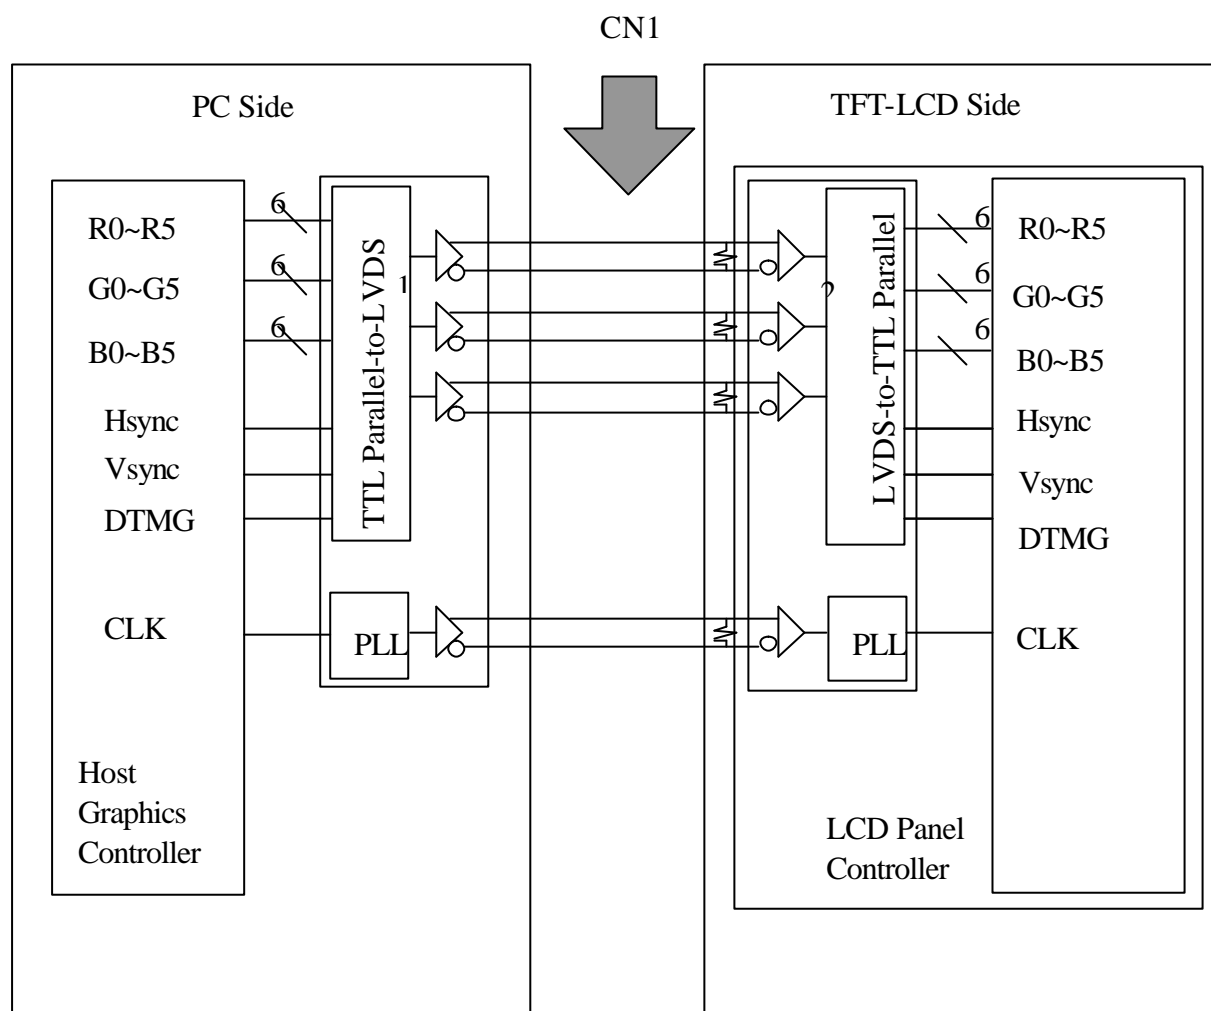 CN1
PC Side
TFT-LCD Side
R0~R5
6
G0~G5
6
B0~B5
6
Hsync
Vsync
DTMG
CLK
TTL Parallel-to-LVDS
1
PLL
Host
Graphics
Controller
LVDS-to-TTL Parallel
PLL
6
R0~R5
6
G0~G5
6
B0~B5
Hsync
Vsync
DTMG
CLK
LCD Panel
Controller